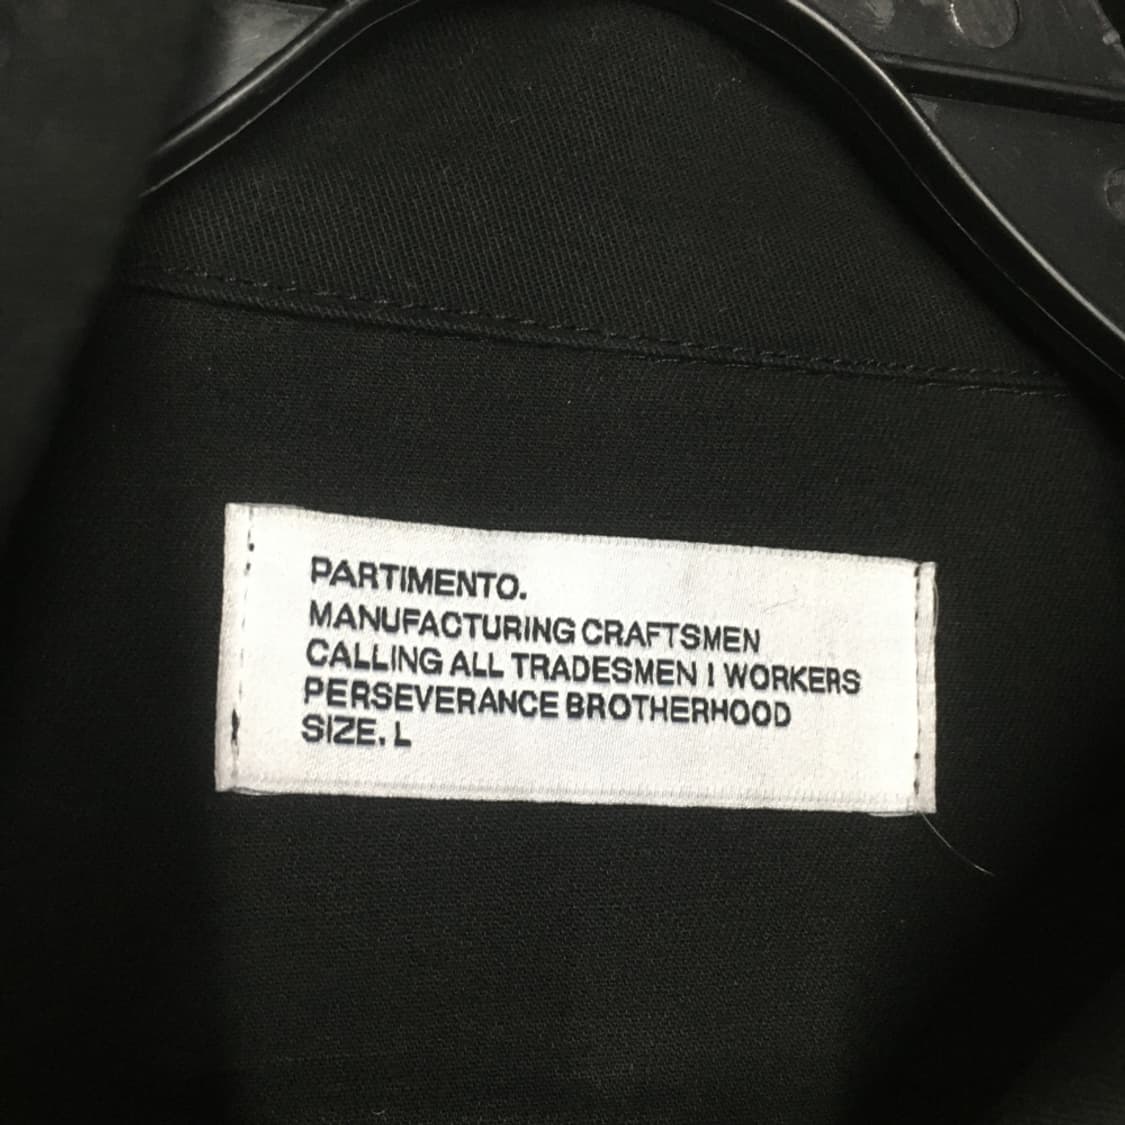 PARTIMENTO.
MANUFACTURING CRAFTSMEN
CALLING ALL TRADESMEN I WORKERS
PERSEVERANCE BROTHERHOOD
SIZE. L